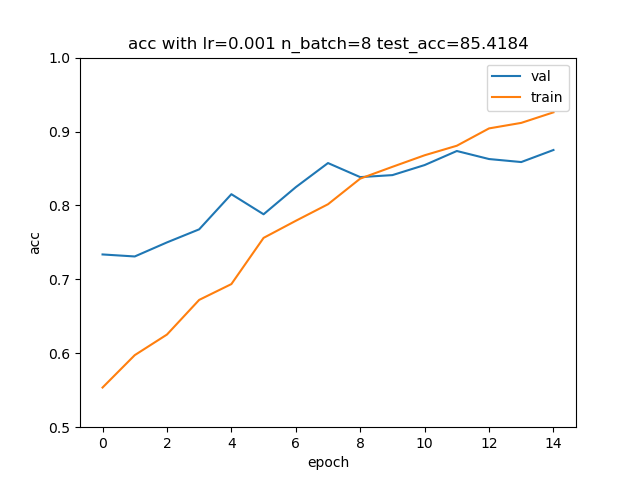 acc with lr=0.001 n_batch=8 test_acc=85.4184
1.0
val
train
0.9
0.8
acc
0.7
0.6
0.5
0 2 4 6 8 10 12 14
epoch